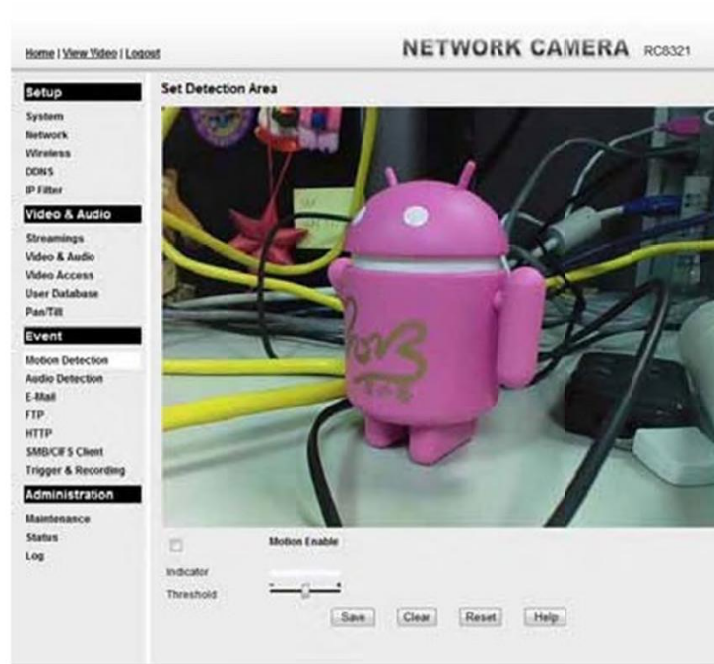 Home | View Video | Logout
NETWORK CAMERA RC8321
Setup
System
Network
Wireless
DDNS
IP Filter
Video & Audio
Streamings
Video & Audio
Video Access
User Database
Pan/Tilt
Event
Motion Detection
Audio Detection
E-Mail
FTP
HTTP
SMB/CIFS Client
Trigger & Recording
Administration
Maintenance
Status
Log
Set Detection Area
Motion Enable
Indicator
Threshold
- +
Save Clear Reset Help